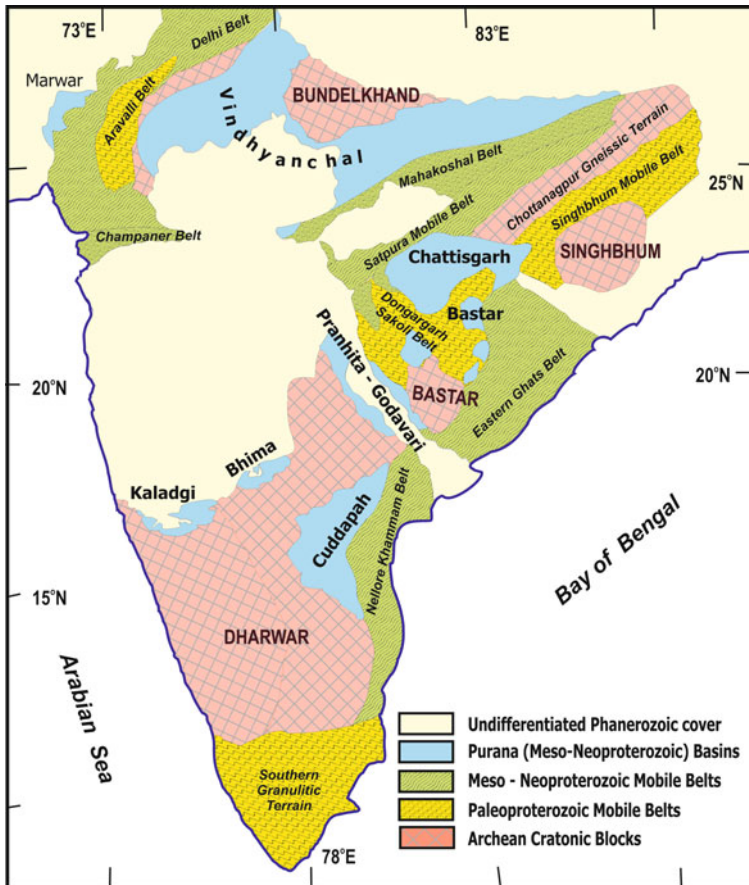 73°E
83°E
Delhi Belt
Marwar
Aravalli Belt
Vindhyanchal
BUNDELKHAND
Mahakoshal Belt
Chottanagpur Gneissic Terrain
25°N
Singhbhum Mobile Belt
Champaner Belt
Satpura Mobile Belt
SINGHBHUM
Chattisgarh
Dongargarh
Sakoli Belt
Bastar
Pranhita - Godavari
20°N
20°N
BASTAR
Eastern Ghats Belt
Bhima
Kaladgi
Cuddapah
Nellore Khammam Belt
Bay of Bengal
15°N
DHARWAR
Arabian Sea
Southern
Granulitic
Terrain
78°E
Undifferentiated Phanerozoic cover
Purana (Meso-Neoproterozoic) Basins
Meso - Neoproterozoic Mobile Belts
Paleoproterozoic Mobile Belts
Archean Cratonic Blocks